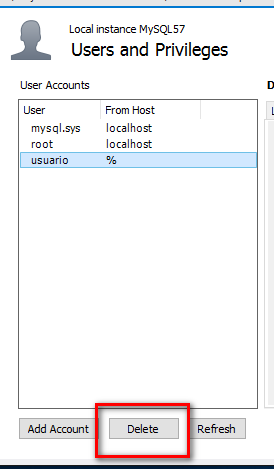 Local instance MySQL57
Users and Privileges
User Accounts
User From Host
mysql.sys localhost
root localhost
usuario %
Add Account Delete Refresh